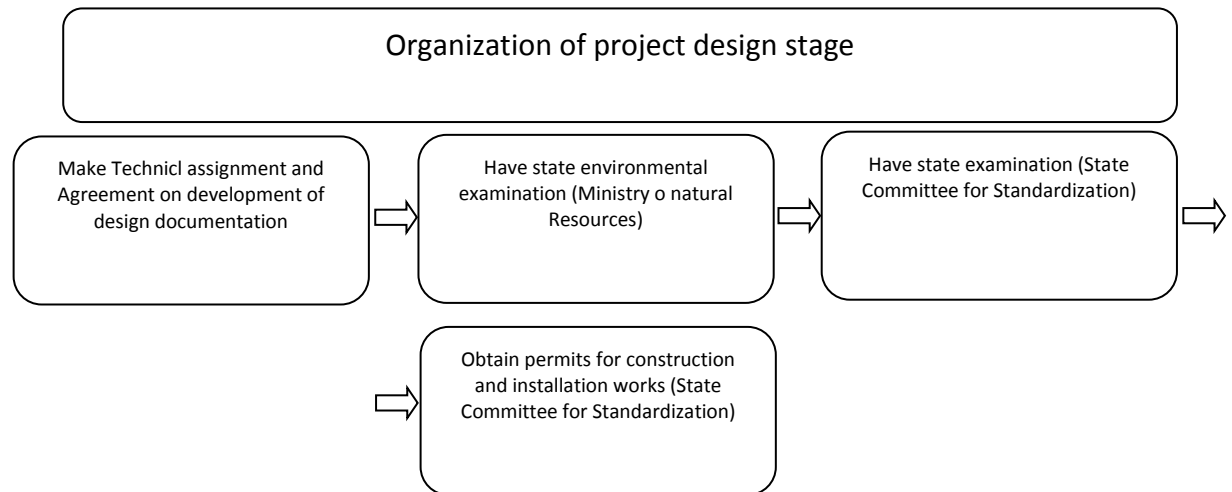 Organization of project design stage
Make Technicl assignment and
Agreement on development of
design documentation
Have state environmental
examination (Ministry o natural
Resources)
Have state examination (State
Committee for Standardization)
Obtain permits for construction
and installation works (State
Committee for Standardization)